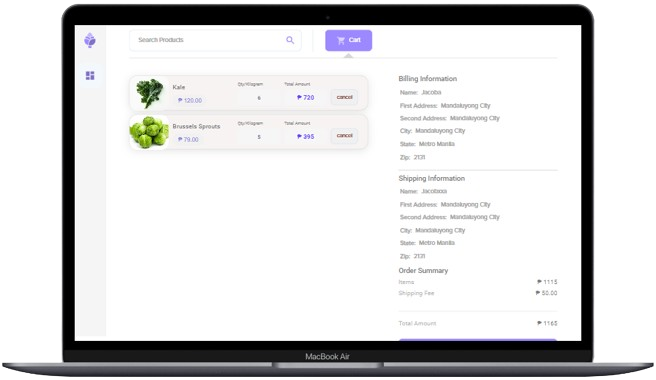 Search Products
Cart
Kale
₱ 120.00
Qty/Kilogram
6
Total Amount
₱ 720
cancel
Brussels Sprouts
₱ 79.00
Qty/Kilogram
5
Total Amount
₱ 395
cancel
Billing Information
Name: Jacoba
First Address: Mandaluyong City
Second Address: Mandaluyong City
City: Mandaluyong City
State: Metro Manila
Zip: 2131
Shipping Information
First Address: Mandaluyong City
Second Address: Mandaluyong City
City: Mandaluyong City
State: Metro Manila
Zip: 2131
Order Summary
Items ₱ 1115
Shipping Fee ₱ 50.00
Total Amount ₱ 1165
MacBook Air